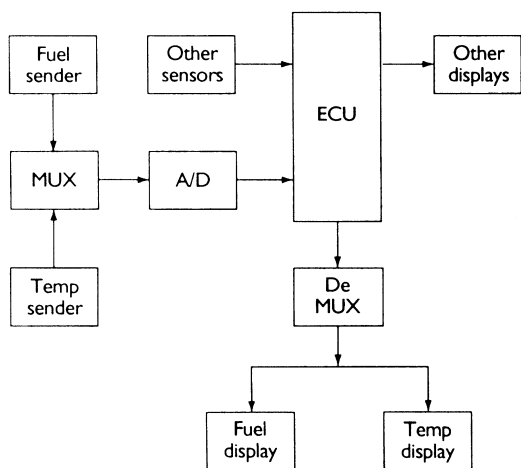 Fuel
sender
Other
sensors
ECU
Other
displays
MUX
A/D
Temp
sender
De
MUX
Fuel
display
Temp
display